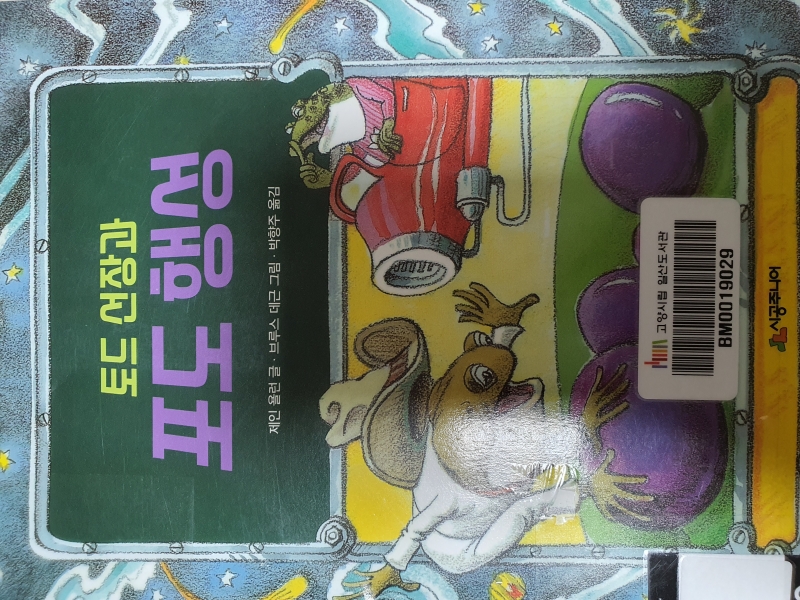 토드 선장과
포도 행성
제인 욜런 글 · 브루스 데근 그림 · 박향주 옮김
고양시립 일산도서관
BM0019029
시공주니어